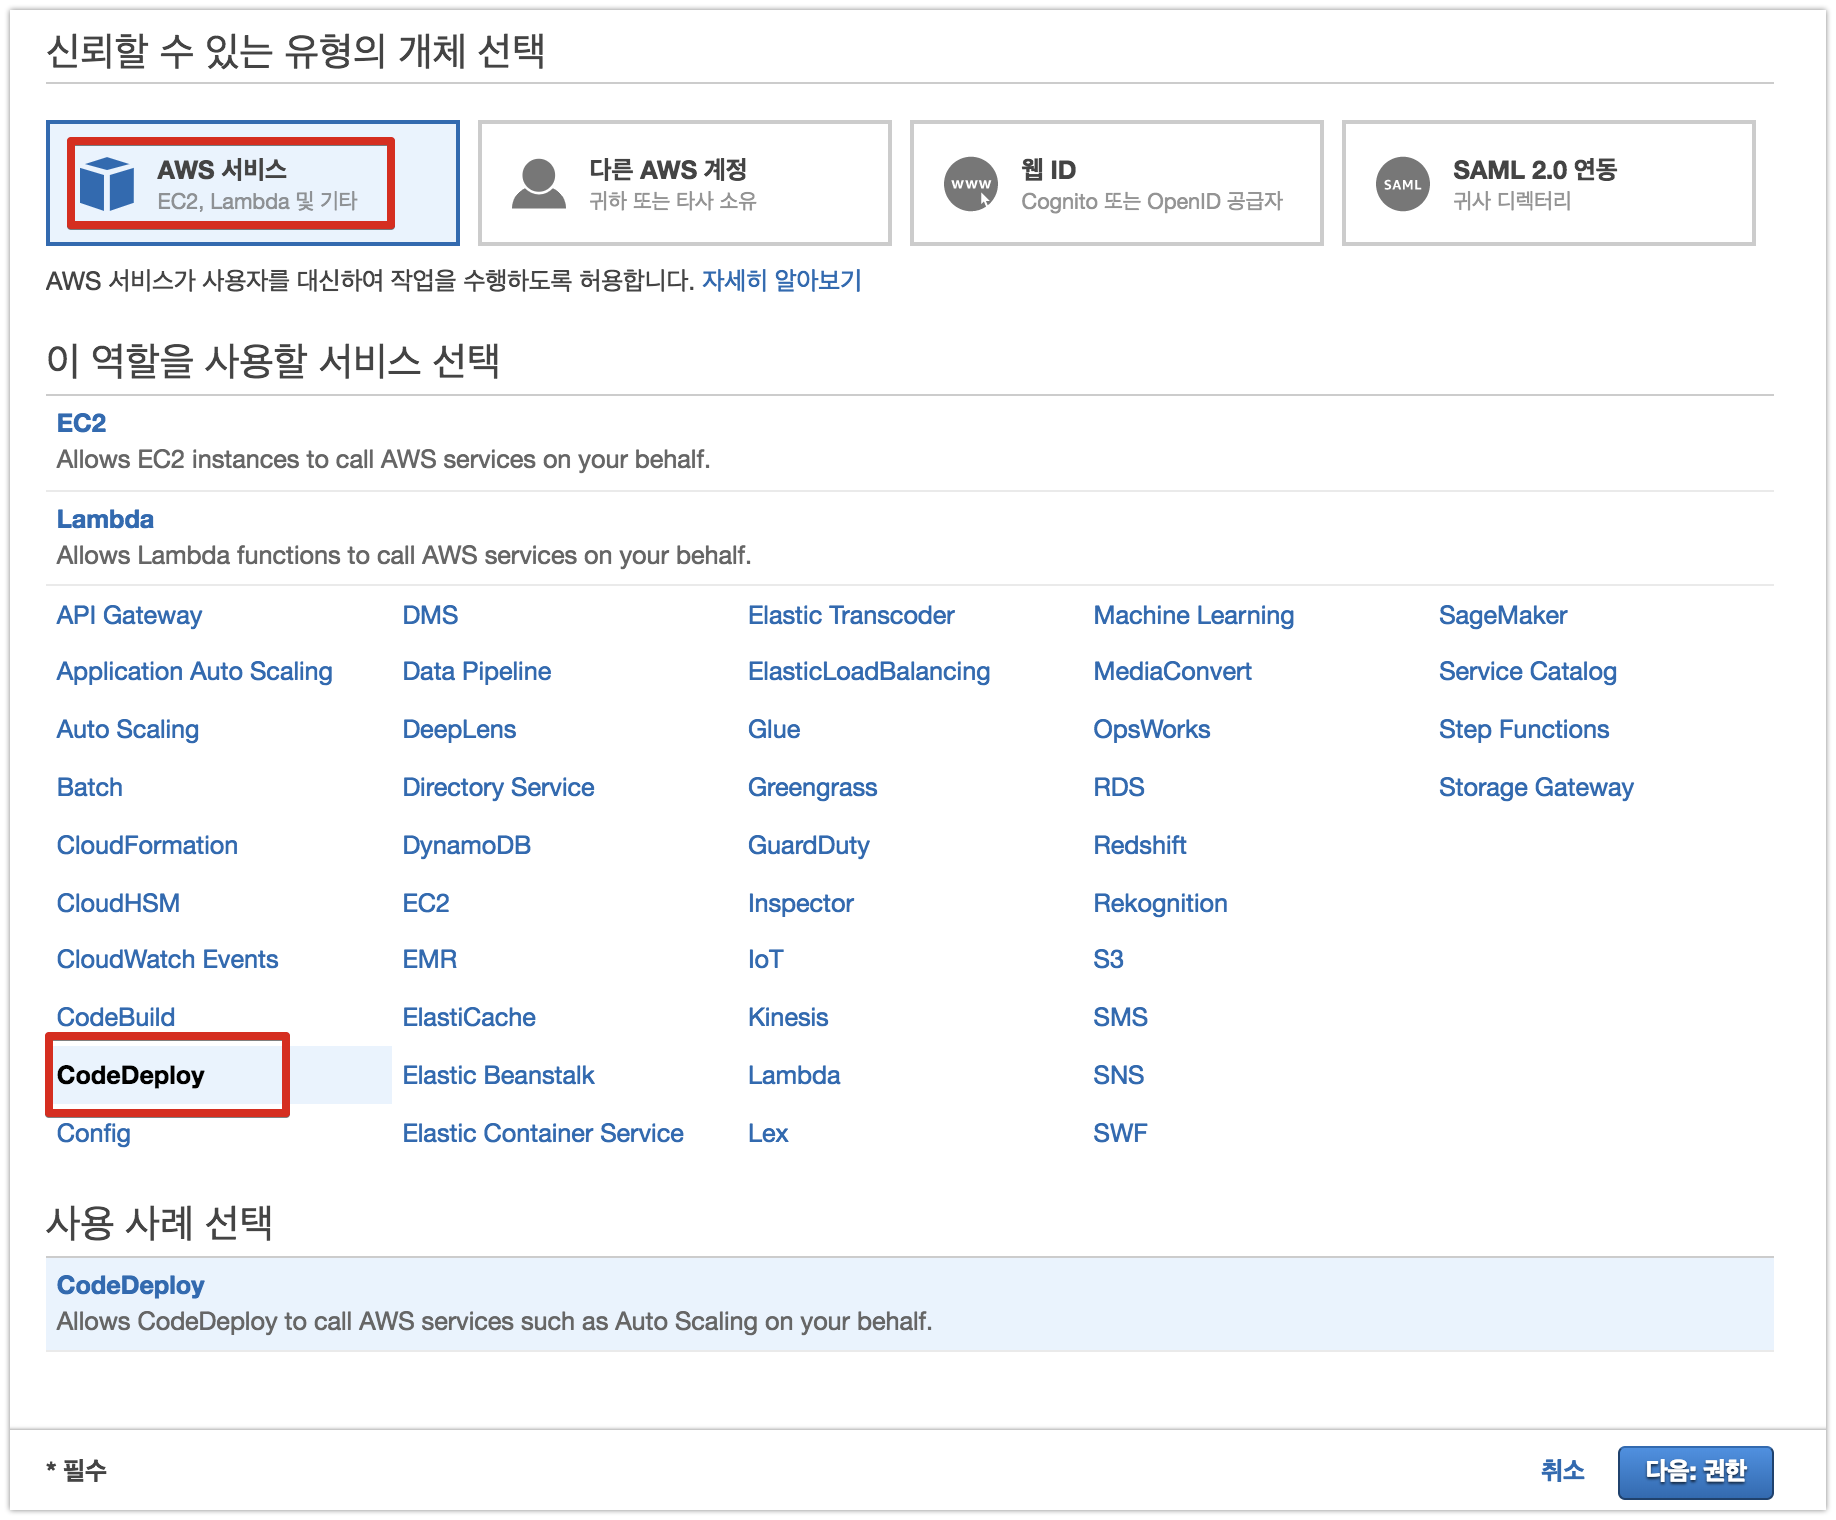 신뢰할 수 있는 유형의 개체 선택
AWS 서비스
EC2, Lambda 및 기타
다른 AWS 계정
귀하 또는 타사 소유
www
웹 ID
Cognito 또는 OpenID 공급자
SAML
SAML 2.0 연동
귀사 디렉터리
AWS 서비스가 사용자를 대신하여 작업을 수행하도록 허용합니다. 자세히 알아보기
이 역할을 사용할 서비스 선택
EC2
Allows EC2 instances to call AWS services on your behalf.
Lambda
Allows Lambda functions to call AWS services on your behalf.
API Gateway DMS Elastic Transcoder Machine Learning SageMaker
Application Auto Scaling Data Pipeline ElasticLoadBalancing MediaConvert Service Catalog
Auto Scaling DeepLens Glue OpsWorks Step Functions
Batch Directory Service Greengrass RDS Storage Gateway
CloudFormation DynamoDB GuardDuty Redshift
CloudHSM EC2 Inspector Rekognition
CloudWatch Events EMR IoT S3
CodeBuild ElastiCache Kinesis SMS
CodeDeploy Elastic Beanstalk Lambda SNS
Config Elastic Container Service Lex SWF
사용 사례 선택
CodeDeploy
Allows CodeDeploy to call AWS services such as Auto Scaling on your behalf.
* 필수 취소 다음: 권한